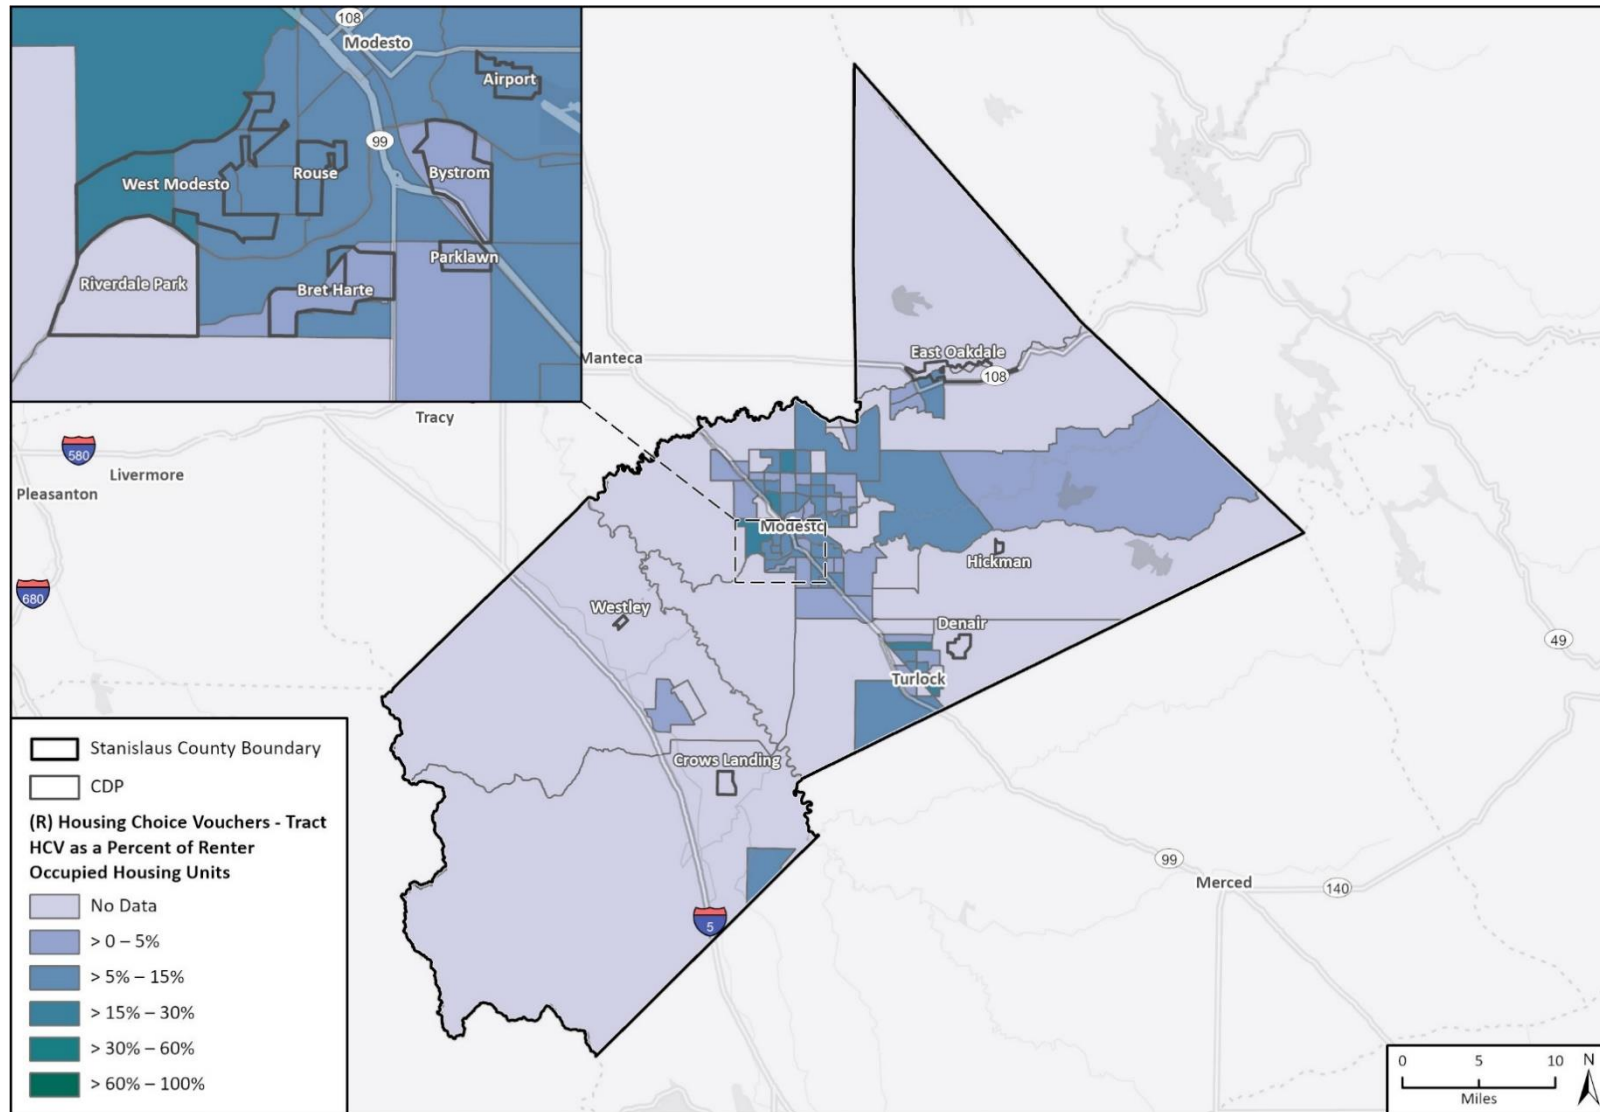 108
Modesto
Airport
99
West Modesto
Rouse
Bystrom
Riverdale Park
Bret Harte
Parklawn
Manteca
East Oakdale
108
Tracy
580
Livermore
Pleasanton
Modesto
Hickman
680
Westley
Denair
49
Turlock
Crows Landing
99
Merced
140
5
Stanislaus County Boundary
CDP
(R) Housing Choice Vouchers - Tract
HCV as a Percent of Renter
Occupied Housing Units
No Data
> 0 – 5%
> 5% – 15%
> 15% – 30%
> 30% – 60%
> 60% – 100%
0 5 10
Miles
N